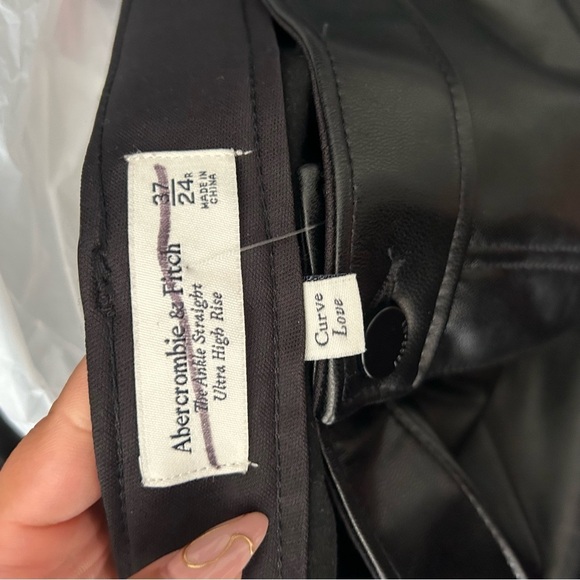 Abercrombie & Fitch
The Ankle Straight
Ultra High Rise
37
24R
MADE IN
CHINA
Curve
Love